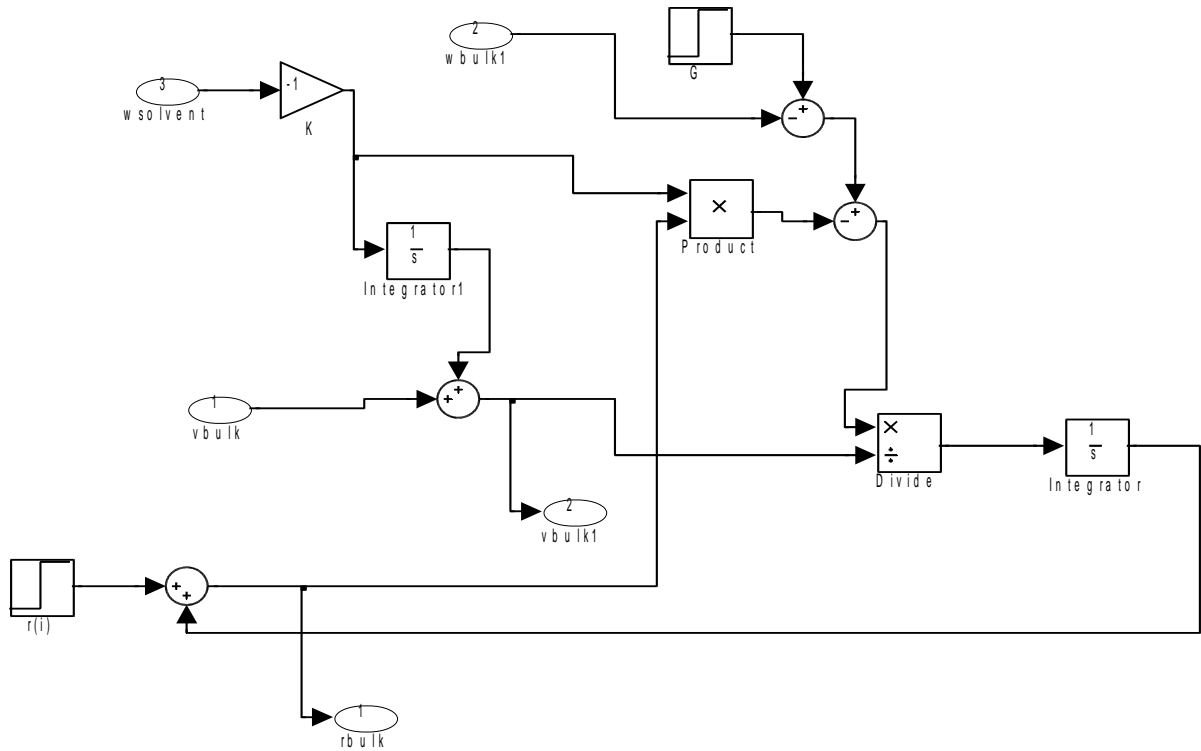 2
wbulk1
G
3
wsolvent
-1
K
+
−
+
−
×
Product
1
s
Integrator1
+
+
1
vbulk
×
÷
Divide
1
s
Integrator
2
vbulk1
r(i)
+
+
1
rbulk